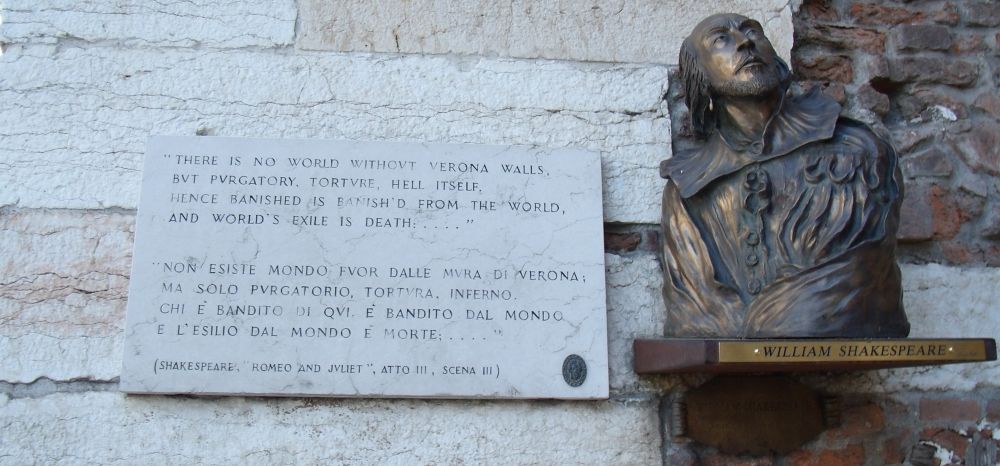 "THERE IS NO WORLD WITHOVT VERONA WALLS,
BVT PVRGATORY, TORTVRE, HELL ITSELF;
HENCE BANISHED IS BANISH'D FROM THE WORLD,
AND WORLD'S EXILE IS DEATH: . . . . "
"NON ESISTE MONDO FVOR DALLE MVRA DI VERONA;
MA SOLO PVRGATORIO, TORTVRA, INFERNO.
CHI È BANDITO DI QVI, È BANDITO DAL MONDO
E L'ESILIO DAL MONDO È MORTE; . . . . "
(SHAKESPEARE, "ROMEO AND JVLIET", ATTO III, SCENA III)
WILLIAM SHAKESPEARE